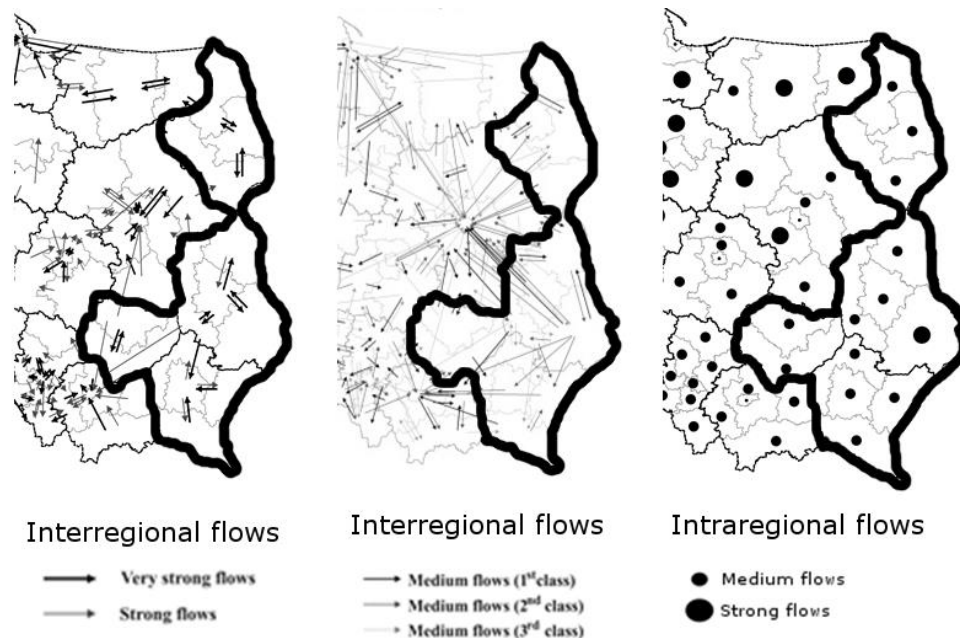 Interregional flows
Very strong flows
Strong flows
Interregional flows
Medium flows (1st class)
Medium flows (2nd class)
Medium flows (3rd class)
Intraregional flows
Medium flows
Strong flows